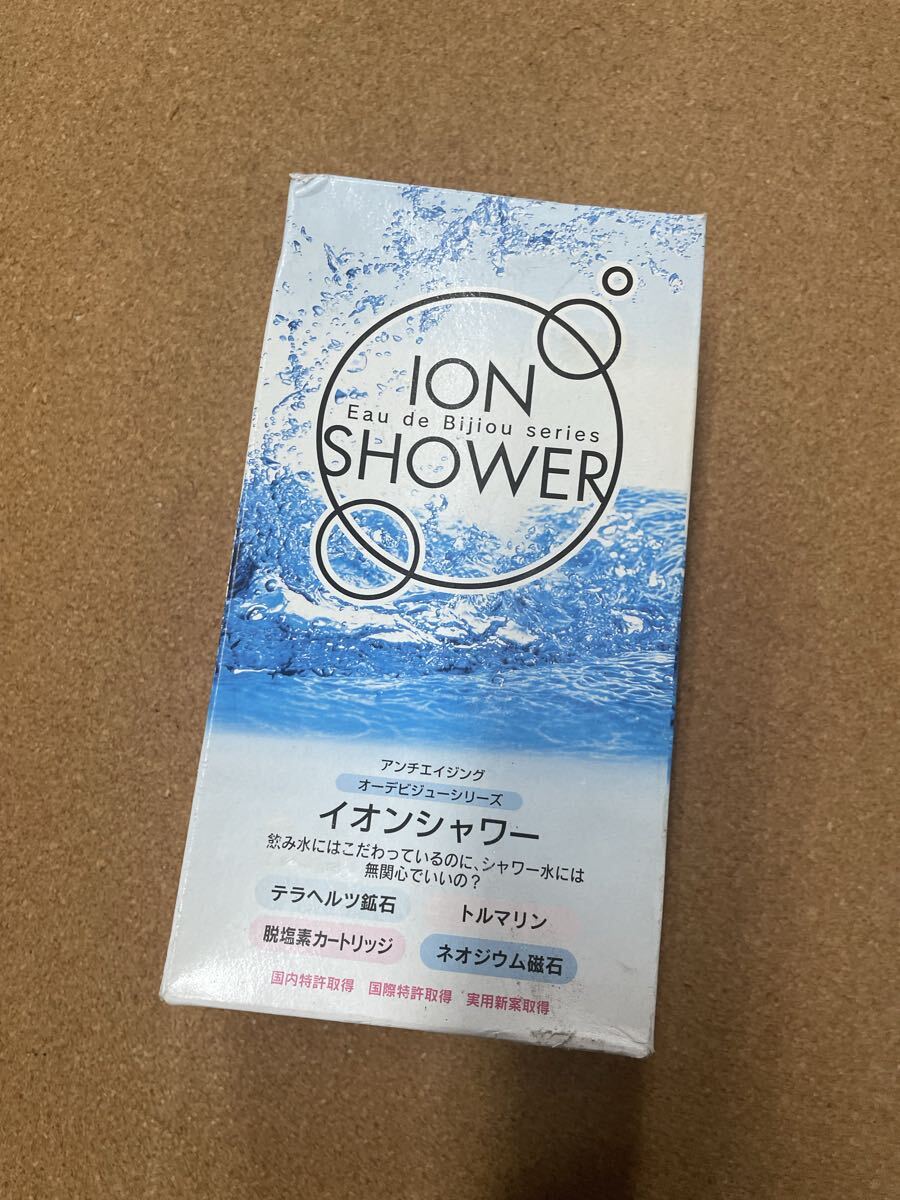 ION
Eau de Bijiou series
SHOWER
アンチエイジング
オーデビジューシリーズ
イオンシャワー
飲み水にはこだわっているのに、シャワー水には
無関心でいいの？
テラヘルツ鉱石
トルマリン
脱塩素カートリッジ
ネオジウム磁石
国内特許取得 国際特許取得 実用新案取得